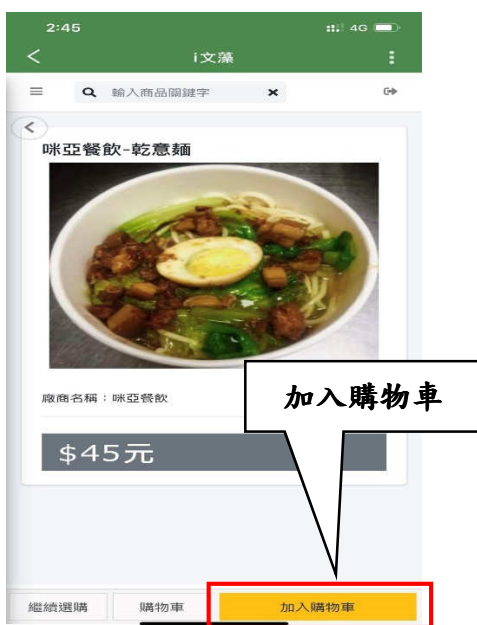 2:45
4G
i文藻
輸入商品關鍵字
咪亞餐飲-乾意麵
廠商名稱：咪亞餐飲
加入購物車
$45元
繼續選購
購物車
加入購物車